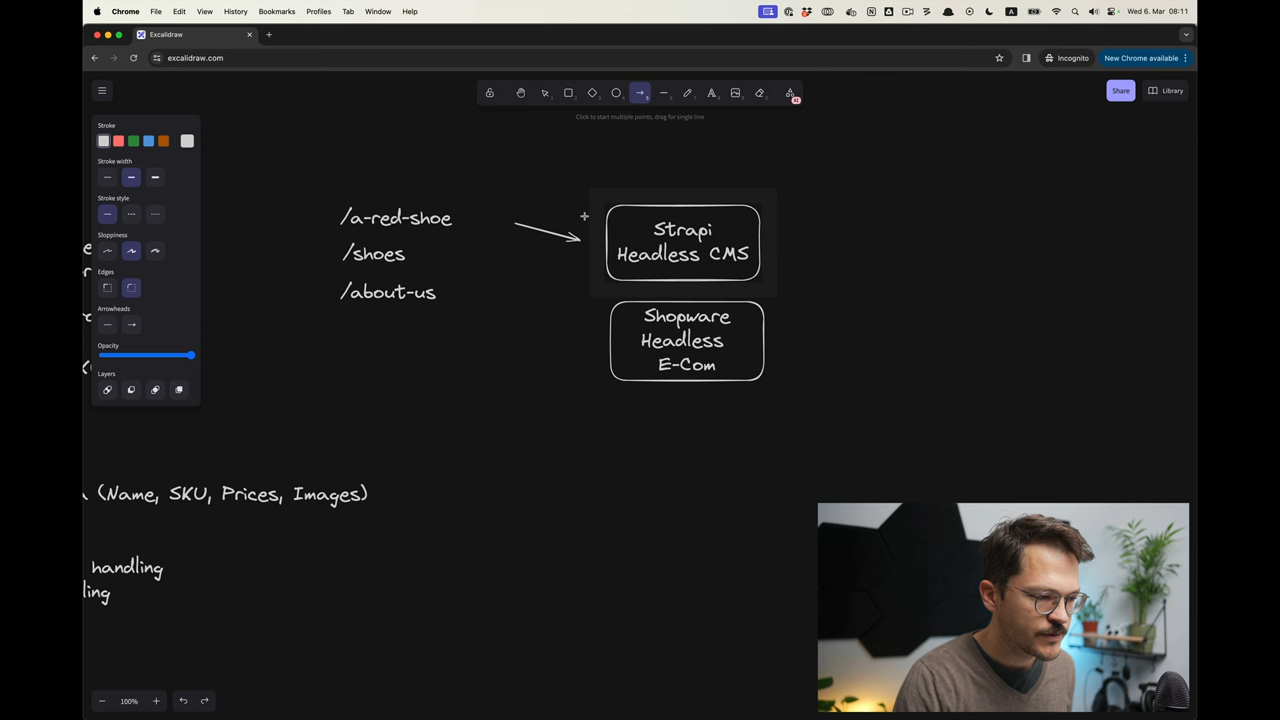 Chrome File Edit View History Bookmarks Profiles Tab Window Help
Wed 6. Mar 08:11
Excalidraw
excalidraw.com
Incognito
New Chrome available
Share
Library
Click to start multiple points, drag for single line
Stroke
Stroke width
Stroke style
Sloppiness
Edges
Arrowheads
Opacity
Layers
/a-red-shoe
/shoes
/about-us
Strapi
Headless CMS
Shopware
Headless
E-Com
(Name, SKU, Prices, Images)
handling
100%